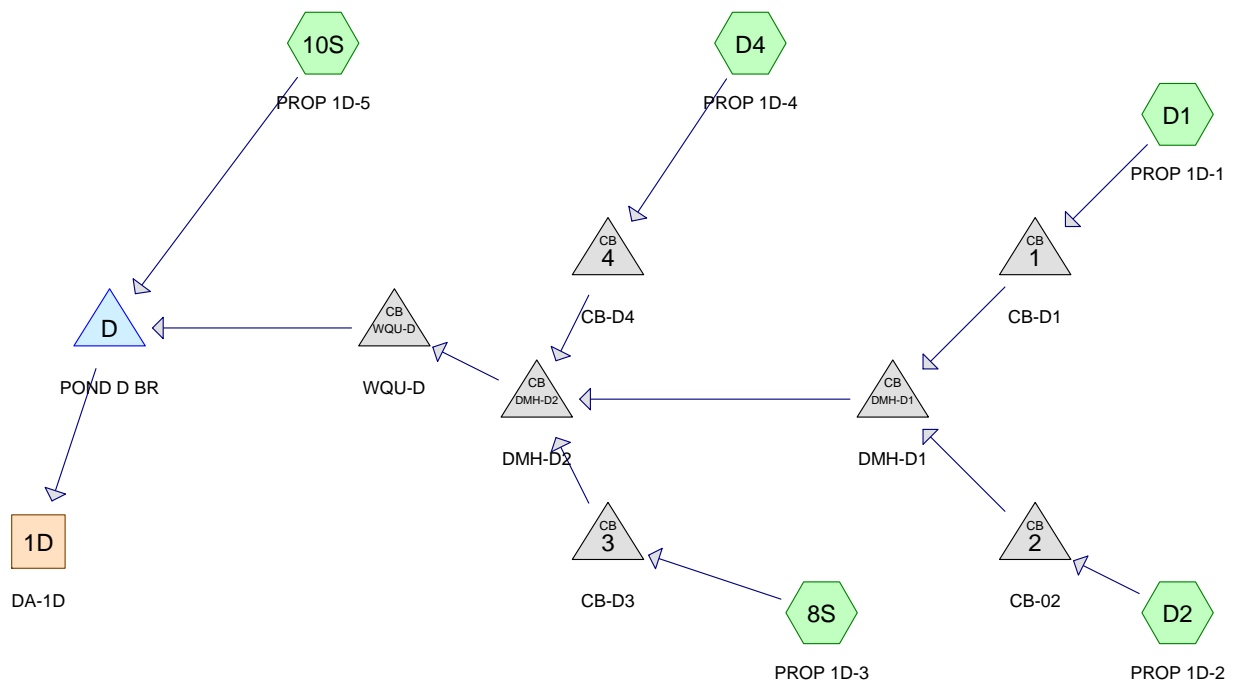 10S
PROP 1D-5
D4
PROP 1D-4
D1
PROP 1D-1
CB
4
CB-D4
CB
1
CB-D1
D
POND D BR
CB
WQU-D
WQU-D
CB
DMH-D2
DMH-D2
CB
DMH-D1
DMH-D1
1D
DA-1D
CB
3
CB-D3
CB
2
CB-02
8S
PROP 1D-3
D2
PROP 1D-2